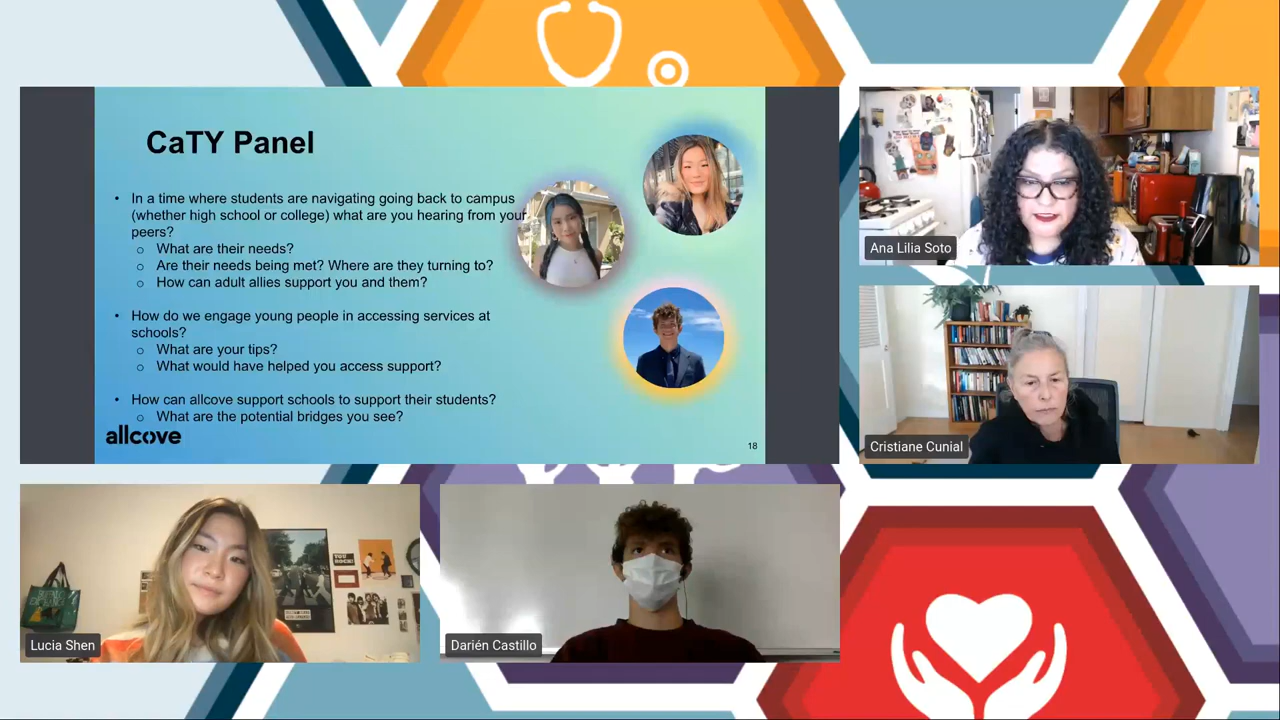 CaTY Panel
• In a time where students are navigating going back to campus
(whether high school or college) what are you hearing from your
peers?
o What are their needs?
o Are their needs being met? Where are they turning to?
o How can adult allies support you and them?
• How do we engage young people in accessing services at
schools?
o What are your tips?
o What would have helped you access support?
• How can allcove support schools to support their students?
o What are the potential bridges you see?
allcove
18
Ana Lilia Soto
Cristiane Cunial
Lucia Shen
Darién Castillo